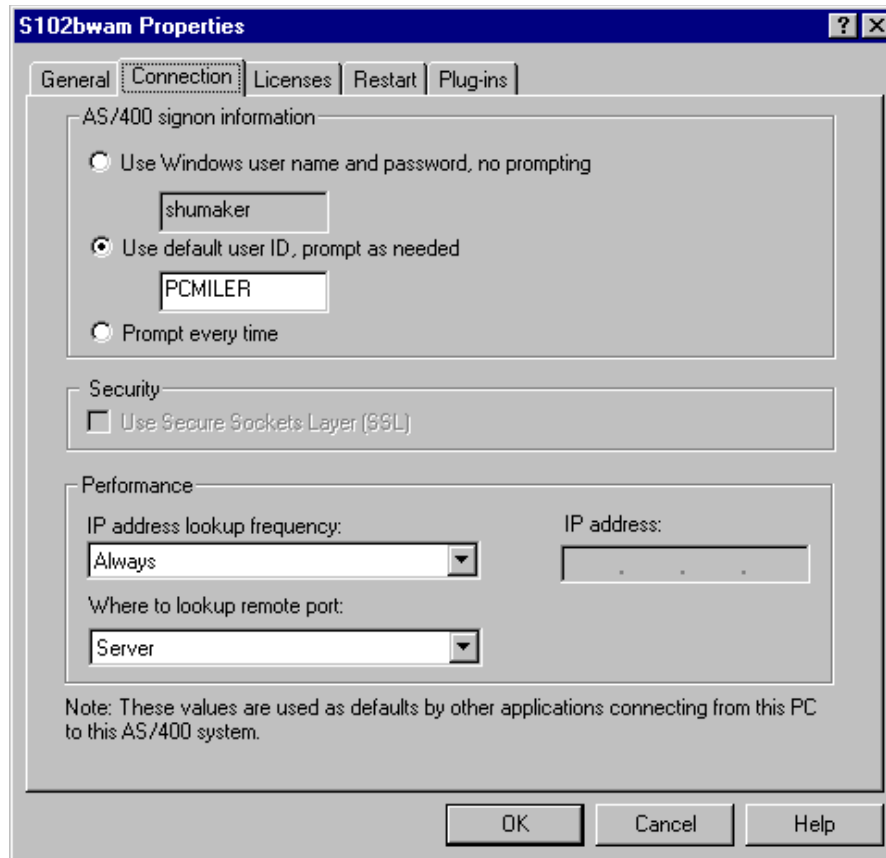 S102bwam Properties
General Connection Licenses Restart Plug-ins
AS/400 signon information
Use Windows user name and password, no prompting
shumaker
Use default user ID, prompt as needed
PCMILER
Prompt every time
Security
Use Secure Sockets Layer (SSL)
Performance
IP address lookup frequency: IP address:
Always . . .
Where to lookup remote port:
Server
Note: These values are used as defaults by other applications connecting from this PC
to this AS/400 system.
OK Cancel Help